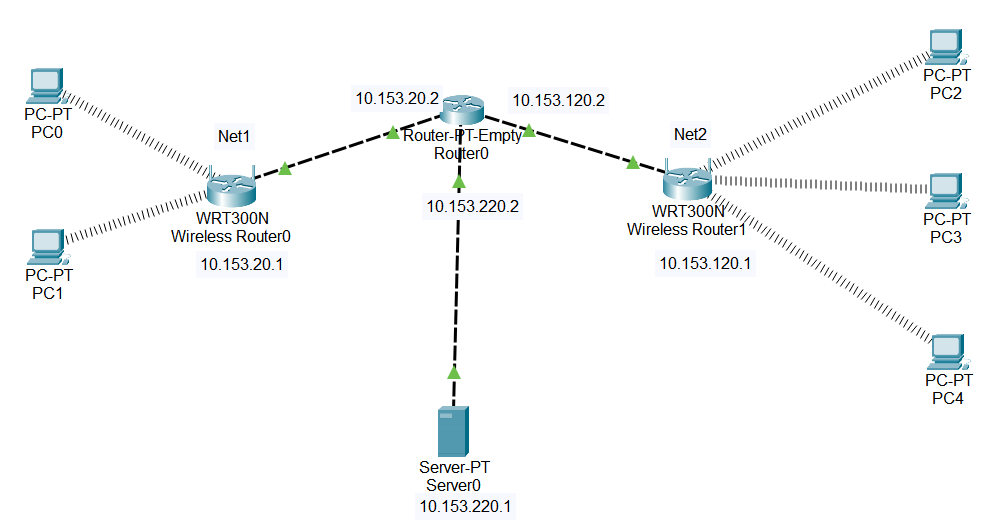 PC-PT
PC0
Net1
10.153.20.2
10.153.120.2
Router-PT-Empty
Router0
Net2
PC-PT
PC2
WRT300N
Wireless Router0
10.153.20.1
10.153.220.2
WRT300N
Wireless Router1
10.153.120.1
PC-PT
PC3
PC-PT
PC1
PC-PT
PC4
Server-PT
Server0
10.153.220.1